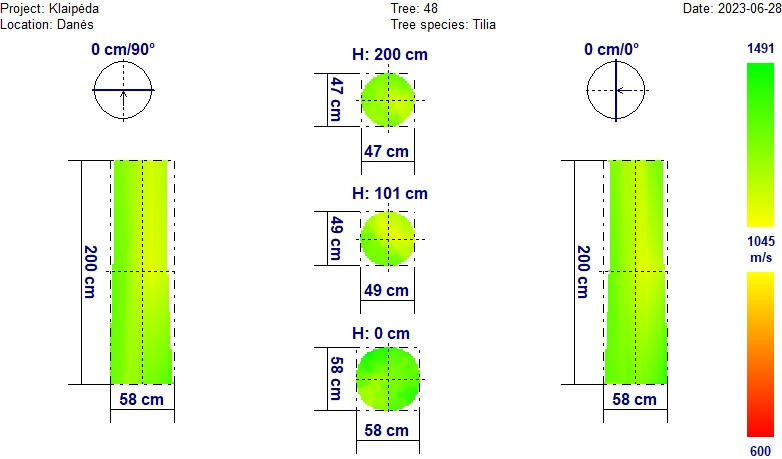 Project: Klaipėda
Tree: 48
Date: 2023-06-28
Location: Danės
Tree species: Tilia
0 cm/90°
H: 200 cm
0 cm/0°
1491
47 cm
47 cm
H: 101 cm
49 cm
49 cm
1045
m/s
200 cm
200 cm
H: 0 cm
58 cm
58 cm
58 cm
58 cm
600